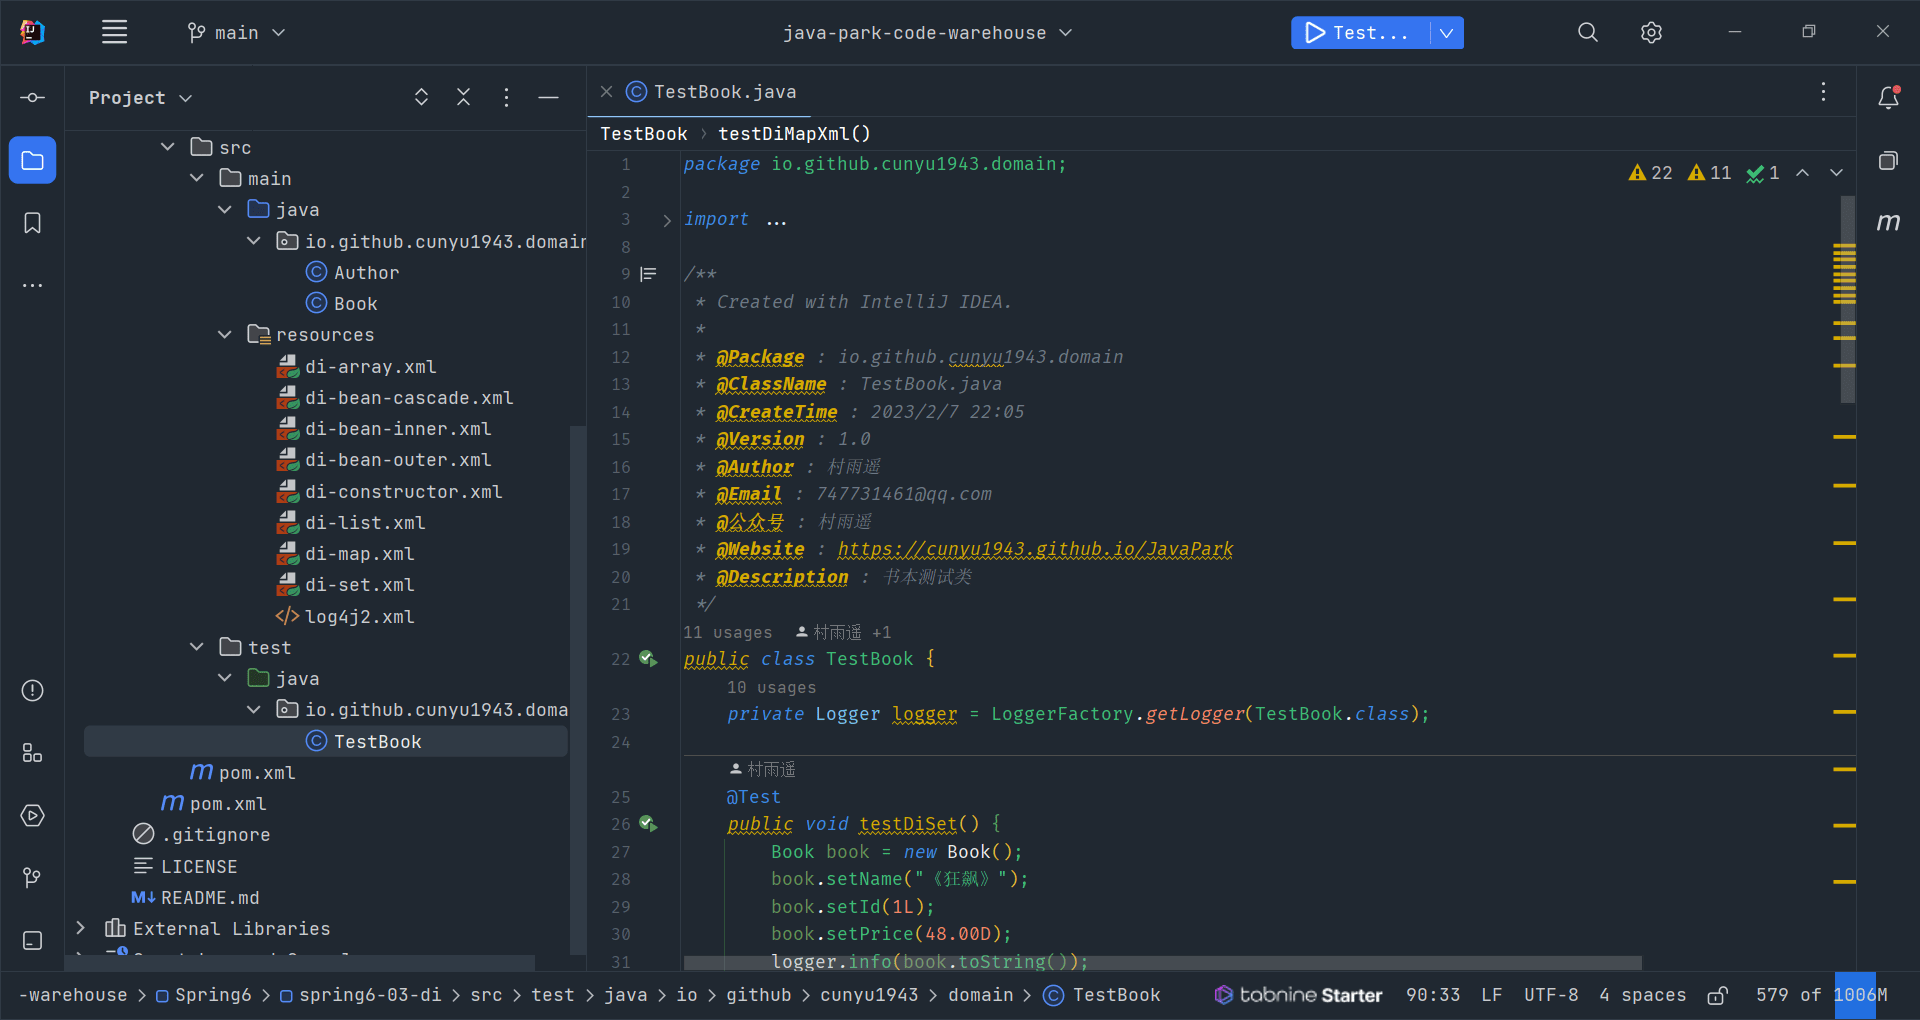 main
java-park-code-warehouse
Test...
Project
src
main
java
io.github.cunyu1943.domain
Author
Book
resources
di-array.xml
di-bean-cascade.xml
di-bean-inner.xml
di-bean-outer.xml
di-constructor.xml
di-list.xml
di-map.xml
di-set.xml
log4j2.xml
test
java
io.github.cunyu1943.doma
TestBook
pom.xml
pom.xml
.gitignore
LICENSE
README.md
External Libraries
TestBook.java
TestBook > testDiMapXml()
22 11 1
1 package io.github.cunyu1943.domain;
2
3 import ...
8
9 /**
10 * Created with IntelliJ IDEA.
11 *
12 * @Package : io.github.cunyu1943.domain
13 * @ClassName : TestBook.java
14 * @CreateTime : 2023/2/7 22:05
15 * @Version : 1.0
16 * @Author : 村雨遥
17 * @Email : 747731461@qq.com
18 * @公众号 : 村雨遥
19 * @Website : https://cunyu1943.github.io/JavaPark
20 * @Description : 书本测试类
21 */
11 usages 村雨遥 +1
22 public class TestBook {
10 usages
23 private Logger logger = LoggerFactory.getLogger(TestBook.class);
24
村雨遥
25 @Test
26 public void testDiSet() {
27 Book book = new Book();
28 book.setName("《狂飙》");
29 book.setId(1L);
30 book.setPrice(48.00D);
31 logger.info(book.toString());
-warehouse > Spring6 > spring6-03-di > src > test > java > io > github > cunyu1943 > domain > TestBook
tabnine Starter 90:33 LF UTF-8 4 spaces 579 of 1006M